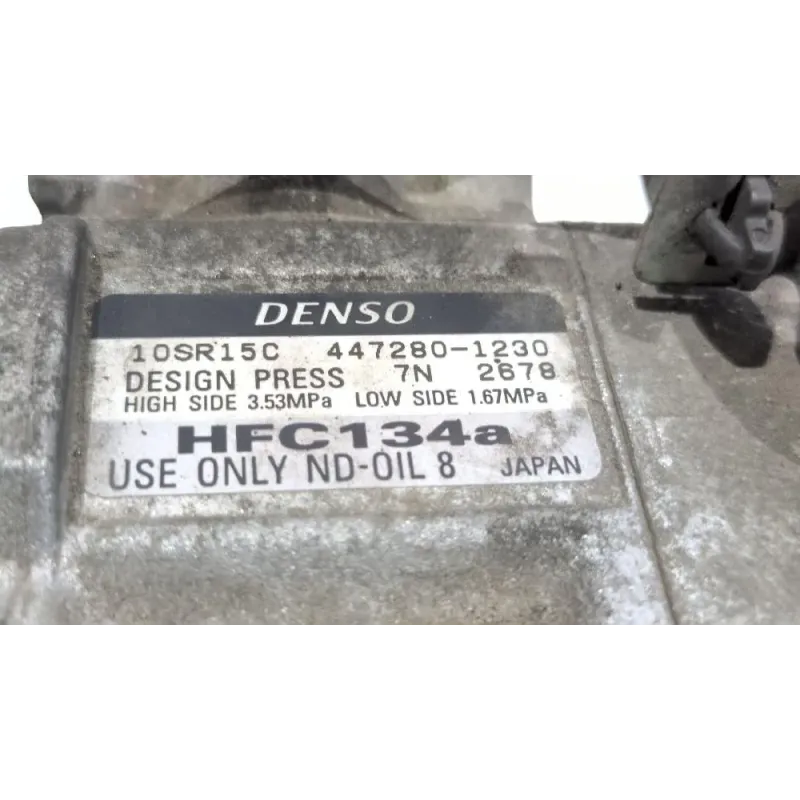 DENSO
10SR15C 447280-1230
DESIGN PRESS 7N 2678
HIGH SIDE 3.53MPa LOW SIDE 1.67MPa
HFC134a
USE ONLY ND-OIL 8 JAPAN